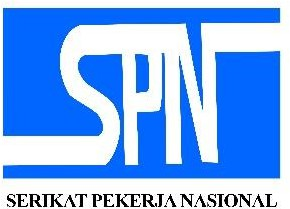 SPN
SERIKAT PEKERJA NASIONAL